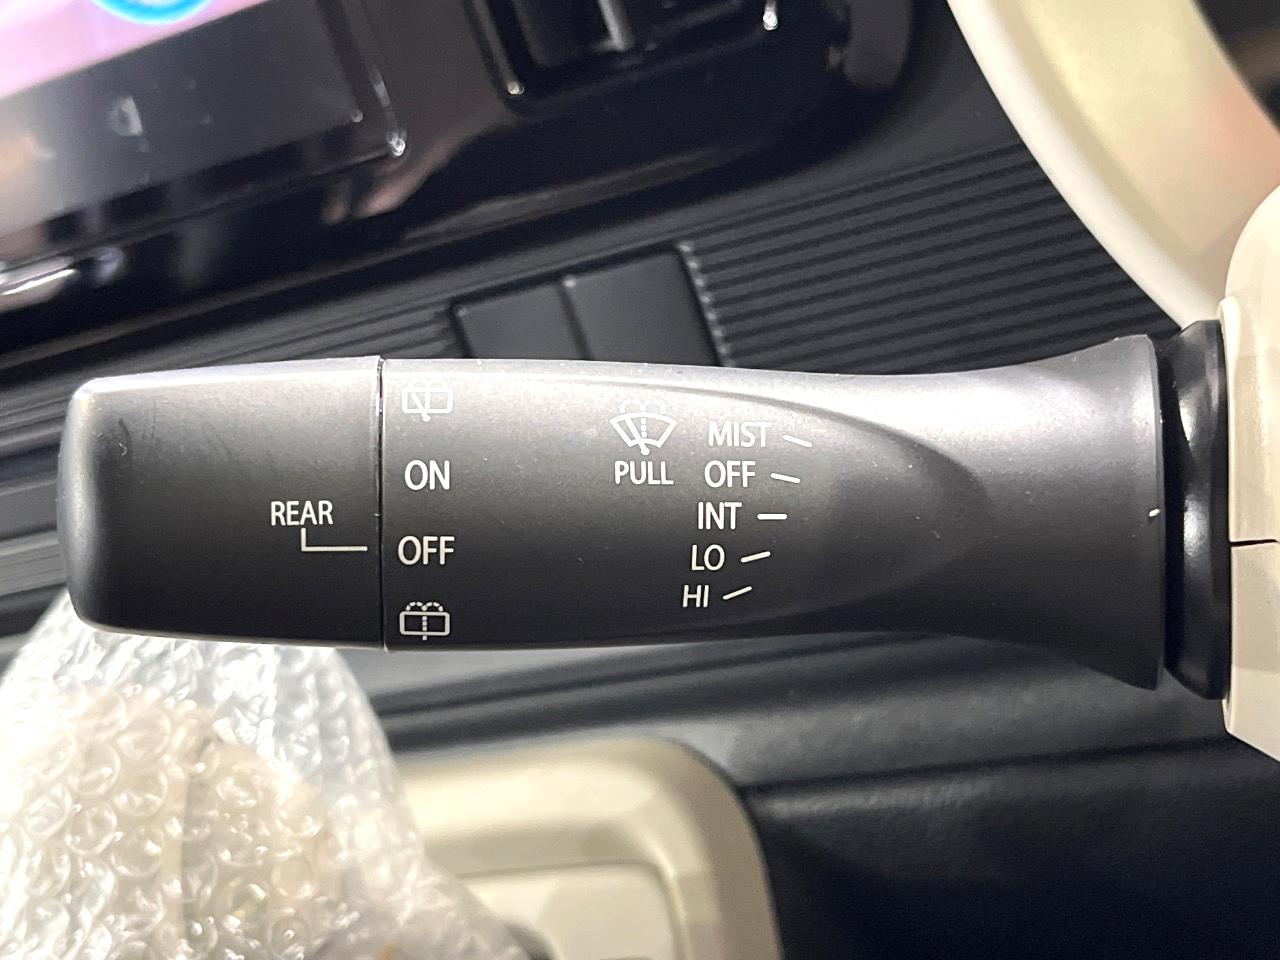 REAR
ON
OFF
PULL
MIST
OFF
INT
LO
HI